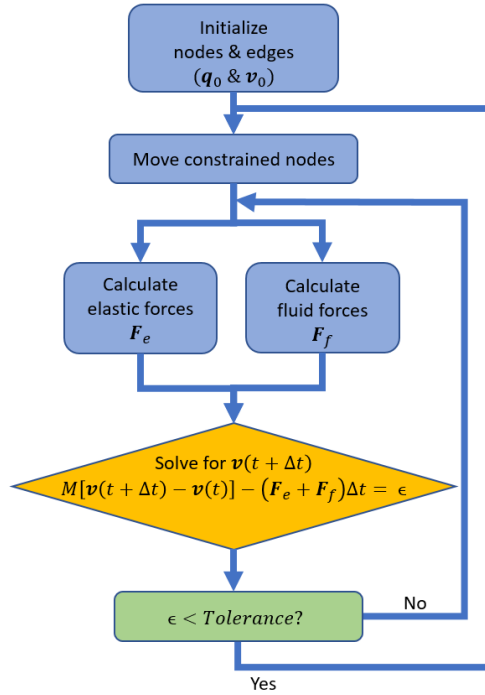 Initialize
nodes & edges
(𝒒₀ & 𝒗₀)
Move constrained nodes
Calculate
elastic forces
𝑭ₑ
Calculate
fluid forces
𝑭_f
Solve for 𝒗(t + Δt)
M[𝒗(t + Δt) − 𝒗(t)] − (𝑭ₑ + 𝑭_f)Δt = ϵ
ϵ < Tolerance?
No
Yes